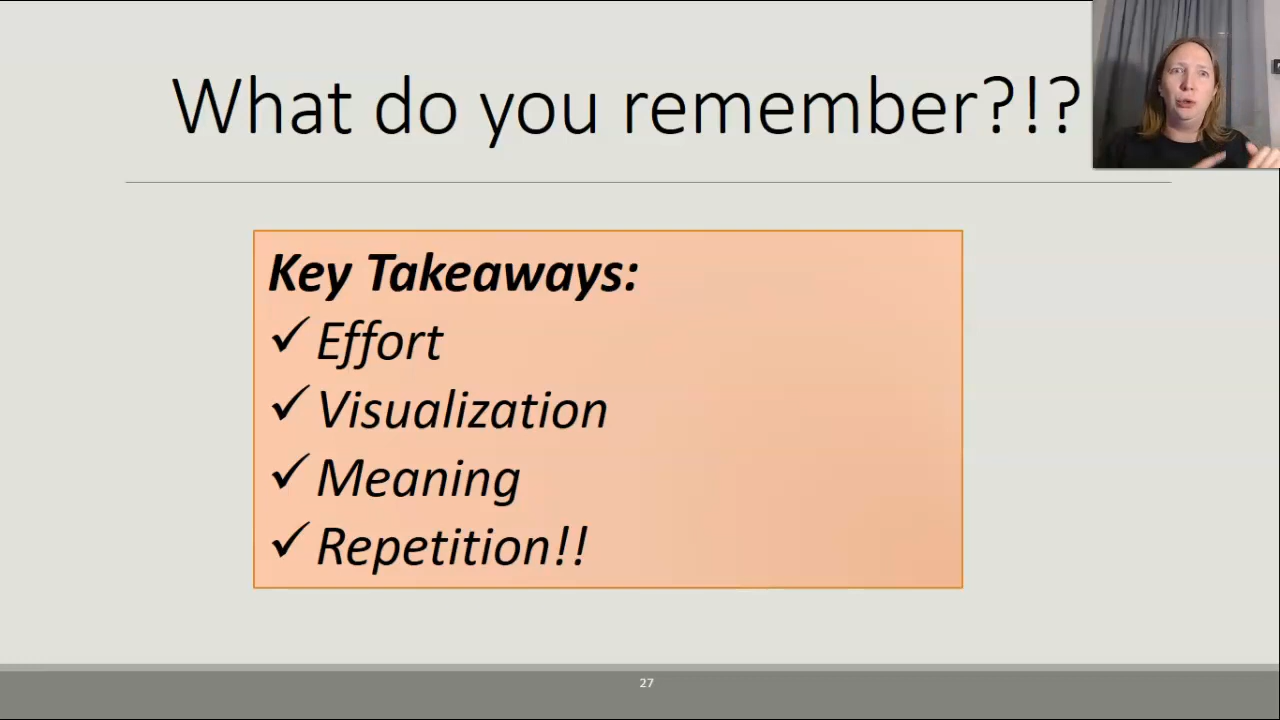 What do you remember?!?
Key Takeaways:
✓ Effort
✓ Visualization
✓ Meaning
✓ Repetition!!
27